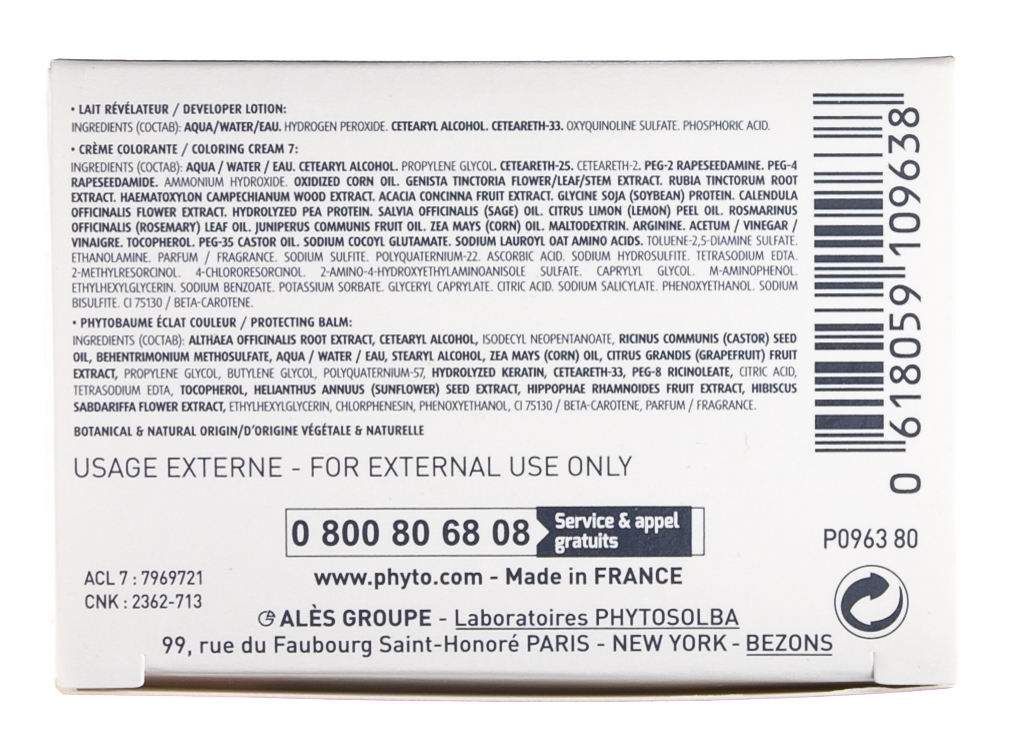 • LAIT RÉVÉLATEUR / DEVELOPER LOTION:
INGREDIENTS (COCTAB): AQUA/WATER/EAU. HYDROGEN PEROXIDE. CETEARYL ALCOHOL. CETEARETH-33. OXYQUINOLINE SULFATE. PHOSPHORIC ACID.
• CRÈME COLORANTE / COLORING CREAM 7:
INGREDIENTS (COCTAB): AQUA / WATER / EAU. CETEARYL ALCOHOL. PROPYLENE GLYCOL. CETEARETH-25. CETEARETH-2. PEG-2 RAPESEEDAMINE. PEG-4
RAPESEEDAMIDE. AMMONIUM HYDROXIDE. OXIDIZED CORN OIL. GENISTA TINCTORIA FLOWER/LEAF/STEM EXTRACT. RUBIA TINCTORUM ROOT
EXTRACT. HAEMATOXYLON CAMPECHIANUM WOOD EXTRACT. ACACIA CONCINNA FRUIT EXTRACT. GLYCINE SOJA (SOYBEAN) PROTEIN. CALENDULA
OFFICINALIS FLOWER EXTRACT. HYDROLYZED PEA PROTEIN. SALVIA OFFICINALIS (SAGE) OIL. CITRUS LIMON (LEMON) PEEL OIL. ROSMARINUS
OFFICINALIS (ROSEMARY) LEAF OIL. JUNIPERUS COMMUNIS FRUIT OIL. ZEA MAYS (CORN) OIL. MALTODEXTRIN. ARGININE. ACETUM / VINEGAR /
VINAIGRE. TOCOPHEROL. PEG-35 CASTOR OIL. SODIUM COCOYL GLUTAMATE. SODIUM LAUROYL OAT AMINO ACIDS. TOLUENE-2,5-DIAMINE SULFATE.
ETHANOLAMINE. PARFUM / FRAGRANCE. SODIUM SULFITE. POLYQUATERNIUM-22. ASCORBIC ACID. SODIUM HYDROSULFITE. TETRASODIUM EDTA.
2-METHYLRESORCINOL. 4-CHLORORESORCINOL. 2-AMINO-4-HYDROXYETHYLAMINOANISOLE SULFATE. CAPRYLYL GLYCOL. M-AMINOPHENOL.
ETHYLHEXYLGLYCERIN. SODIUM BENZOATE. POTASSIUM SORBATE. GLYCERYL CAPRYLATE. CITRIC ACID. SODIUM SALICYLATE. PHENOXYETHANOL. SODIUM
BISULFITE. CI 75130 / BETA-CAROTENE.
• PHYTOBAUME ÉCLAT COULEUR / PROTECTING BALM:
INGREDIENTS (COCTAB): ALTHAEA OFFICINALIS ROOT EXTRACT, CETEARYL ALCOHOL, ISODECYL NEOPENTANOATE, RICINUS COMMUNIS (CASTOR) SEED
OIL, BEHENTRIMONIUM METHOSULFATE, AQUA / WATER / EAU, STEARYL ALCOHOL, ZEA MAYS (CORN) OIL, CITRUS GRANDIS (GRAPEFRUIT) FRUIT
EXTRACT, PROPYLENE GLYCOL, BUTYLENE GLYCOL, POLYQUATERNIUM-57, HYDROLYZED KERATIN, CETEARETH-33, PEG-8 RICINOLEATE, CITRIC ACID,
TETRASODIUM EDTA, TOCOPHEROL, HELIANTHUS ANNUUS (SUNFLOWER) SEED EXTRACT, HIPPOPHAE RHAMNOIDES FRUIT EXTRACT, HIBISCUS
SABDARIFFA FLOWER EXTRACT, ETHYLHEXYLGLYCERIN, CHLORPHENESIN, PHENOXYETHANOL, CI 75130 / BETA-CAROTENE, PARFUM / FRAGRANCE.
BOTANICAL & NATURAL ORIGIN/D'ORIGINE VÉGÉTALE & NATURELLE
USAGE EXTERNE - FOR EXTERNAL USE ONLY
0 618059 109638
0 800 80 68 08 Service & appel
gratuits
P0963 80
www.phyto.com - Made in FRANCE
ACL 7 : 7969721
CNK : 2362-713
ALÈS GROUPE - Laboratoires PHYTOSOLBA
99, rue du Faubourg Saint-Honoré PARIS - NEW YORK - BEZONS